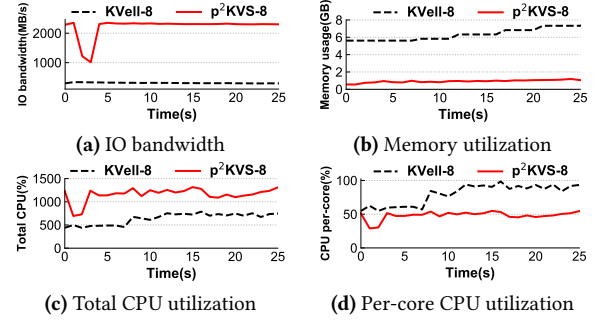 KVell-8 p²KVS-8
IO bandwidth(MB/s)
2000
1000
0 5 10 15 20 25
Time(s)
(a) IO bandwidth
KVell-8 p²KVS-8
Memory usage(GB)
8
6
4
2
0
0 5 10 15 20 25
Time(s)
(b) Memory utilization
KVell-8 p²KVS-8
Total CPU(%)
1500
1000
500
0
0 5 10 15 20 25
Time(s)
(c) Total CPU utilization
KVell-8 p²KVS-8
CPU per-core(%)
100
50
0
0 5 10 15 20 25
Time(s)
(d) Per-core CPU utilization